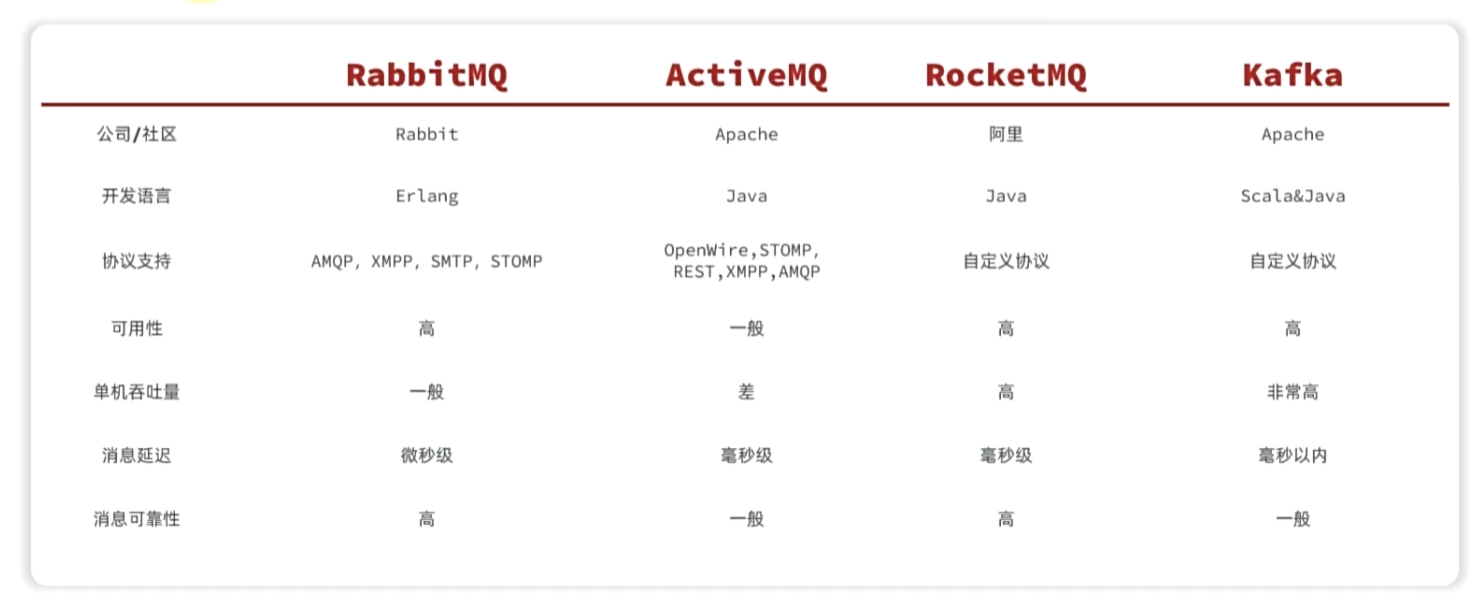 RabbitMQ ActiveMQ RocketMQ Kafka
公司/社区 Rabbit Apache 阿里 Apache
开发语言 Erlang Java Java Scala&Java
协议支持 AMQP, XMPP, SMTP, STOMP OpenWire,STOMP, REST,XMPP,AMQP 自定义协议 自定义协议
可用性 高 一般 高 高
单机吞吐量 一般 差 高 非常高
消息延迟 微秒级 毫秒级 毫秒级 毫秒以内
消息可靠性 高 一般 高 一般